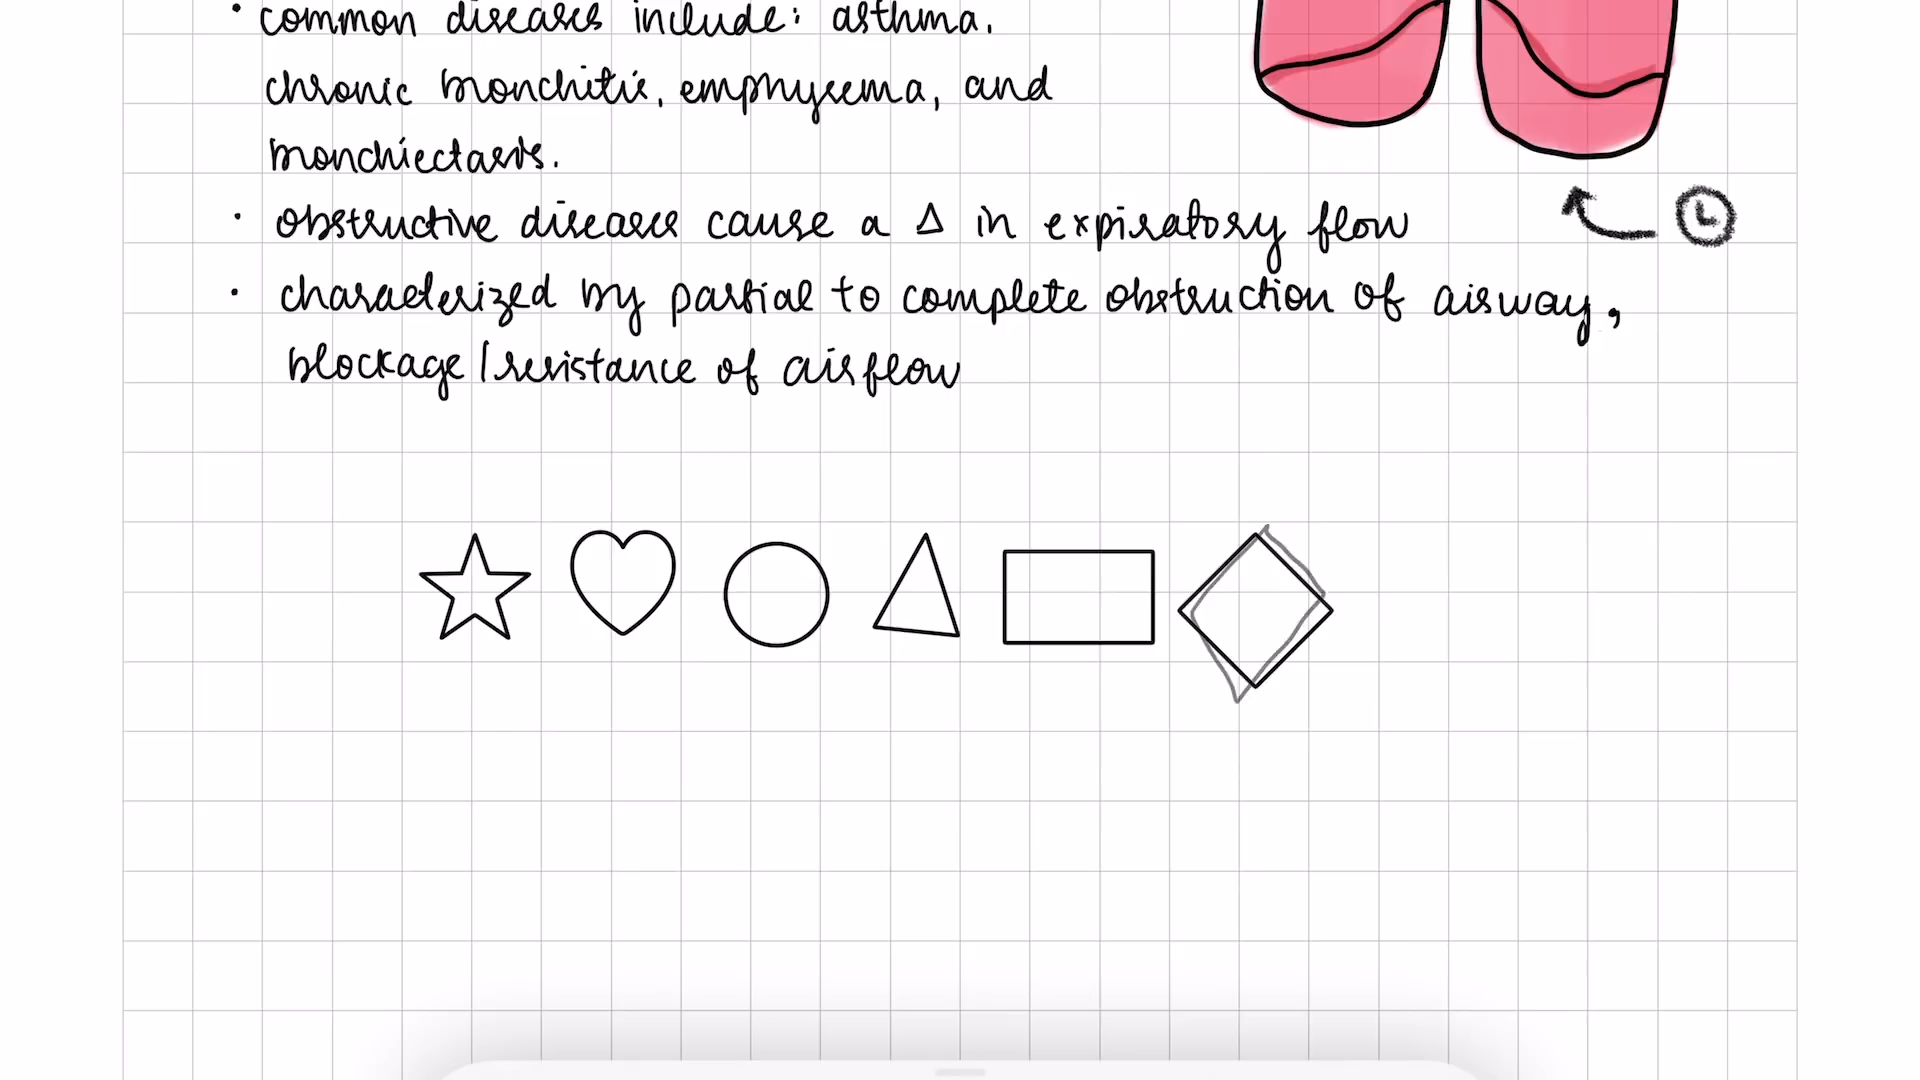 • common diseases include: asthma.
chronic bronchitis, emphysema, and
bronchiectasis.
• obstructive diseases cause a Δ in expiratory flow
L
• characterized by partial to complete obstruction of airway,
blockage/resistance of airflow